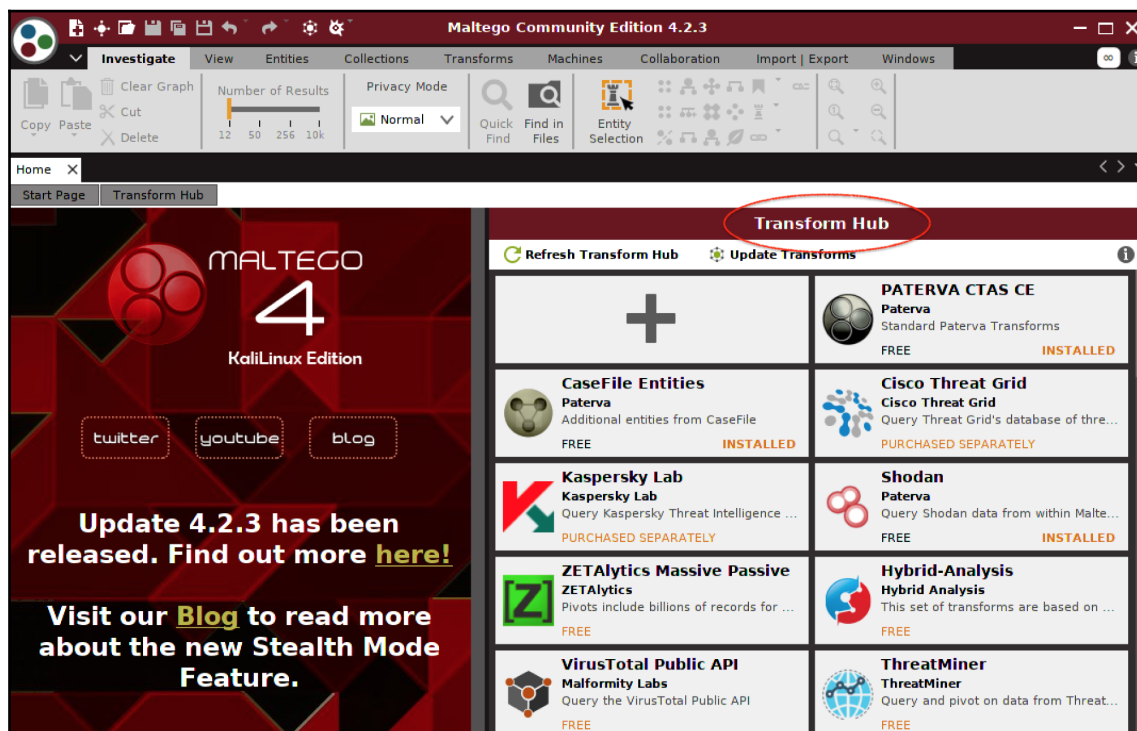 Maltego Community Edition 4.2.3
Investigate View Entities Collections Transforms Machines Collaboration Import | Export Windows
Copy Paste
Clear Graph
Cut
Delete
Number of Results
12 50 256 10k
Privacy Mode
Normal
Quick Find
Find in Files
Entity Selection
Home
Start Page Transform Hub
MALTEGO
4
KaliLinux Edition
twitter youtube blog
Update 4.2.3 has been
released. Find out more here!
Visit our Blog to read more
about the new Stealth Mode
Feature.
Transform Hub
Refresh Transform Hub Update Transforms
PATERVA CTAS CE
Paterva
Standard Paterva Transforms
FREE INSTALLED
CaseFile Entities
Paterva
Additional entities from CaseFile
FREE INSTALLED
Cisco Threat Grid
Cisco Threat Grid
Query Threat Grid's database of thre...
PURCHASED SEPARATELY
Kaspersky Lab
Kaspersky Lab
Query Kaspersky Threat Intelligence ...
PURCHASED SEPARATELY
Shodan
Paterva
Query Shodan data from within Malte...
FREE INSTALLED
ZETAlytics Massive Passive
ZETAlytics
Pivots include billions of records for ...
FREE
Hybrid-Analysis
Hybrid Analysis
This set of transforms are based on ...
FREE
VirusTotal Public API
Malformity Labs
Query the VirusTotal Public API
FREE
ThreatMiner
ThreatMiner
Query and pivot on data from Threat...
FREE